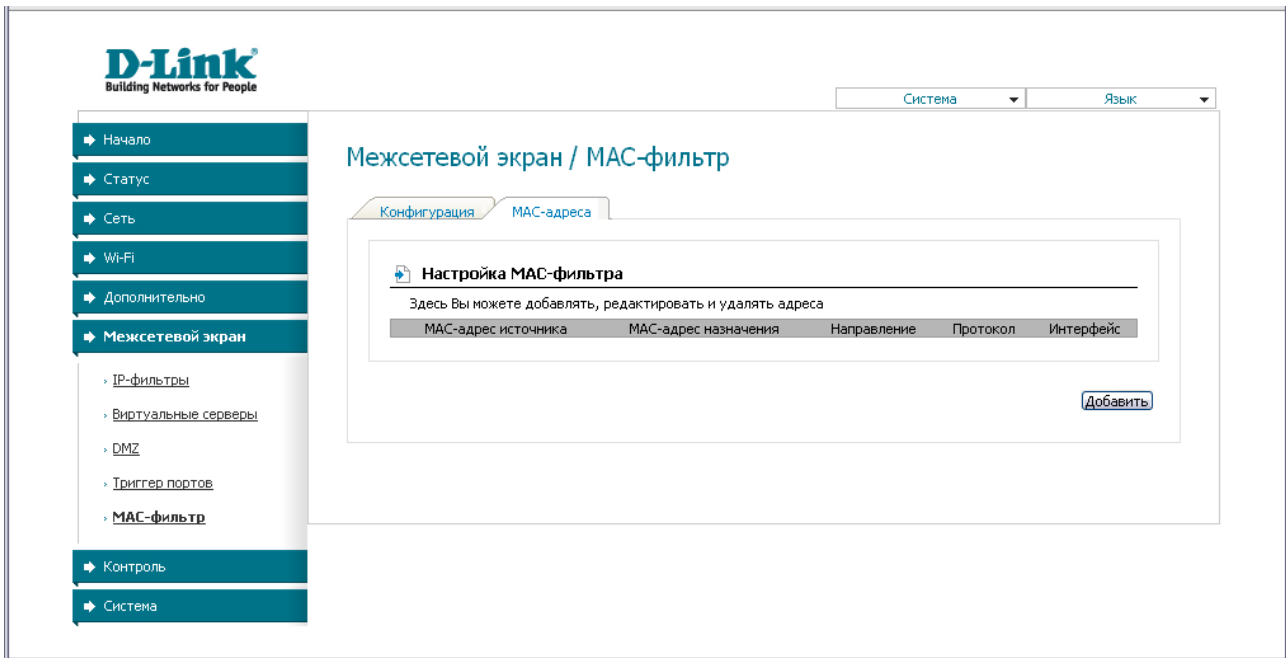 D-Link
Building Networks for People
Система
Язык
Начало
Статус
Сеть
Wi-Fi
Дополнительно
Межсетевой экран
IP-фильтры
Виртуальные серверы
DMZ
Триггер портов
MAC-фильтр
Контроль
Система
Межсетевой экран / MAC-фильтр
Конфигурация
MAC-адреса
Настройка MAC-фильтра
Здесь Вы можете добавлять, редактировать и удалять адреса
MAC-адрес источника MAC-адрес назначения Направление Протокол Интерфейс
Добавить